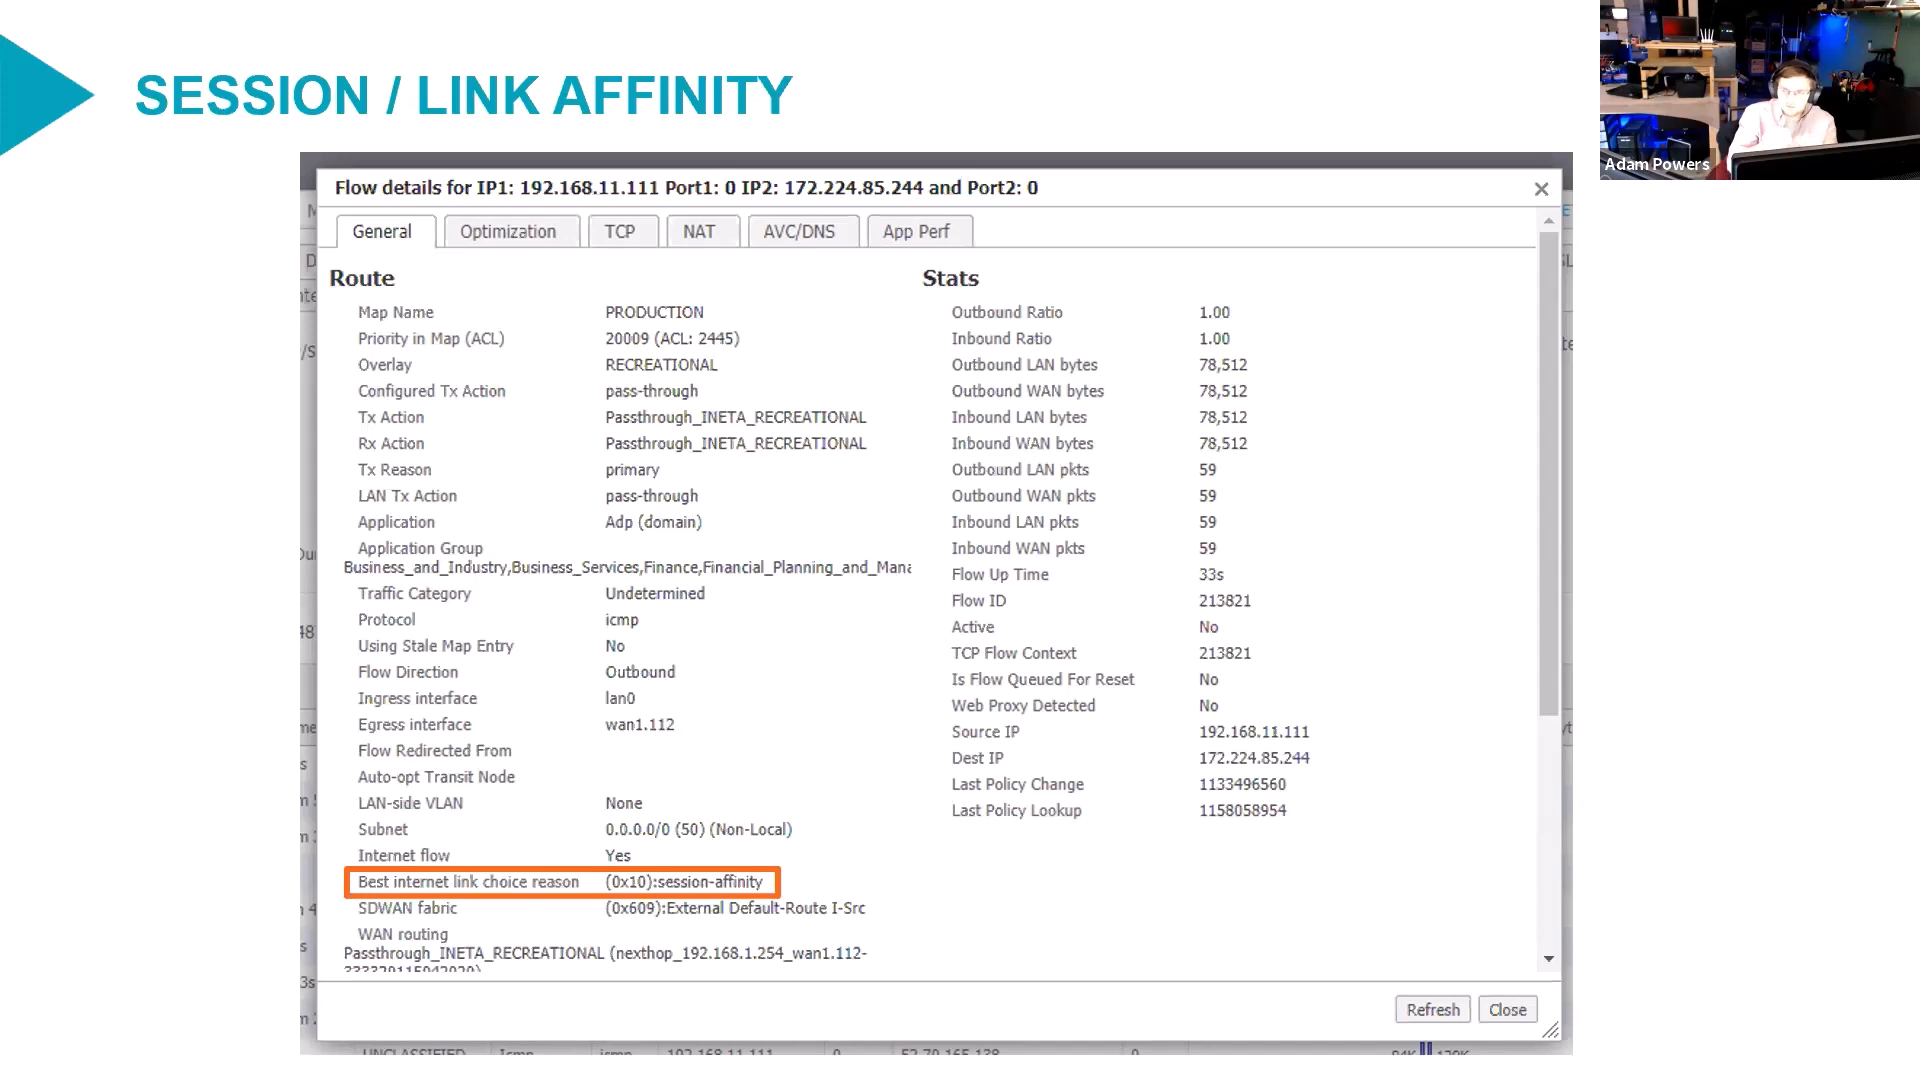 SESSION / LINK AFFINITY
Adam Powers
Flow details for IP1: 192.168.11.111 Port1: 0 IP2: 172.224.85.244 and Port2: 0
General Optimization TCP NAT AVC/DNS App Perf
Route
Map Name PRODUCTION
Priority in Map (ACL) 20009 (ACL: 2445)
Overlay RECREATIONAL
Configured Tx Action pass-through
Tx Action Passthrough_INETA_RECREATIONAL
Rx Action Passthrough_INETA_RECREATIONAL
Tx Reason primary
LAN Tx Action pass-through
Application Adp (domain)
Application Group
Business_and_Industry,Business_Services,Finance,Financial_Planning_and_Mana
Traffic Category Undetermined
Protocol icmp
Using Stale Map Entry No
Flow Direction Outbound
Ingress interface lan0
Egress interface wan1.112
Flow Redirected From
Auto-opt Transit Node
LAN-side VLAN None
Subnet 0.0.0.0/0 (50) (Non-Local)
Internet flow Yes
Best internet link choice reason (0x10):session-affinity
SDWAN fabric (0x609):External Default-Route I-Src
WAN routing
Passthrough_INETA_RECREATIONAL (nexthop_192.168.1.254_wan1.112-
Stats
Outbound Ratio 1.00
Inbound Ratio 1.00
Outbound LAN bytes 78,512
Outbound WAN bytes 78,512
Inbound LAN bytes 78,512
Inbound WAN bytes 78,512
Outbound LAN pkts 59
Outbound WAN pkts 59
Inbound LAN pkts 59
Inbound WAN pkts 59
Flow Up Time 33s
Flow ID 213821
Active No
TCP Flow Context 213821
Is Flow Queued For Reset No
Web Proxy Detected No
Source IP 192.168.11.111
Dest IP 172.224.85.244
Last Policy Change 1133496560
Last Policy Lookup 1158058954
Refresh Close